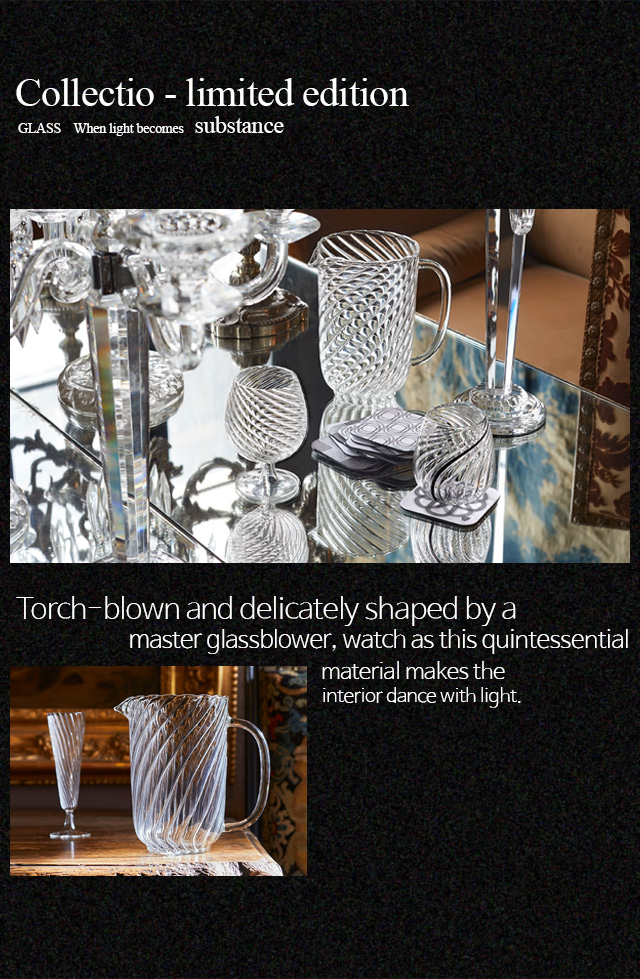 Collectio - limited edition
GLASS When light becomes substance
Torch-blown and delicately shaped by a
master glassblower, watch as this quintessential
material makes the
interior dance with light.